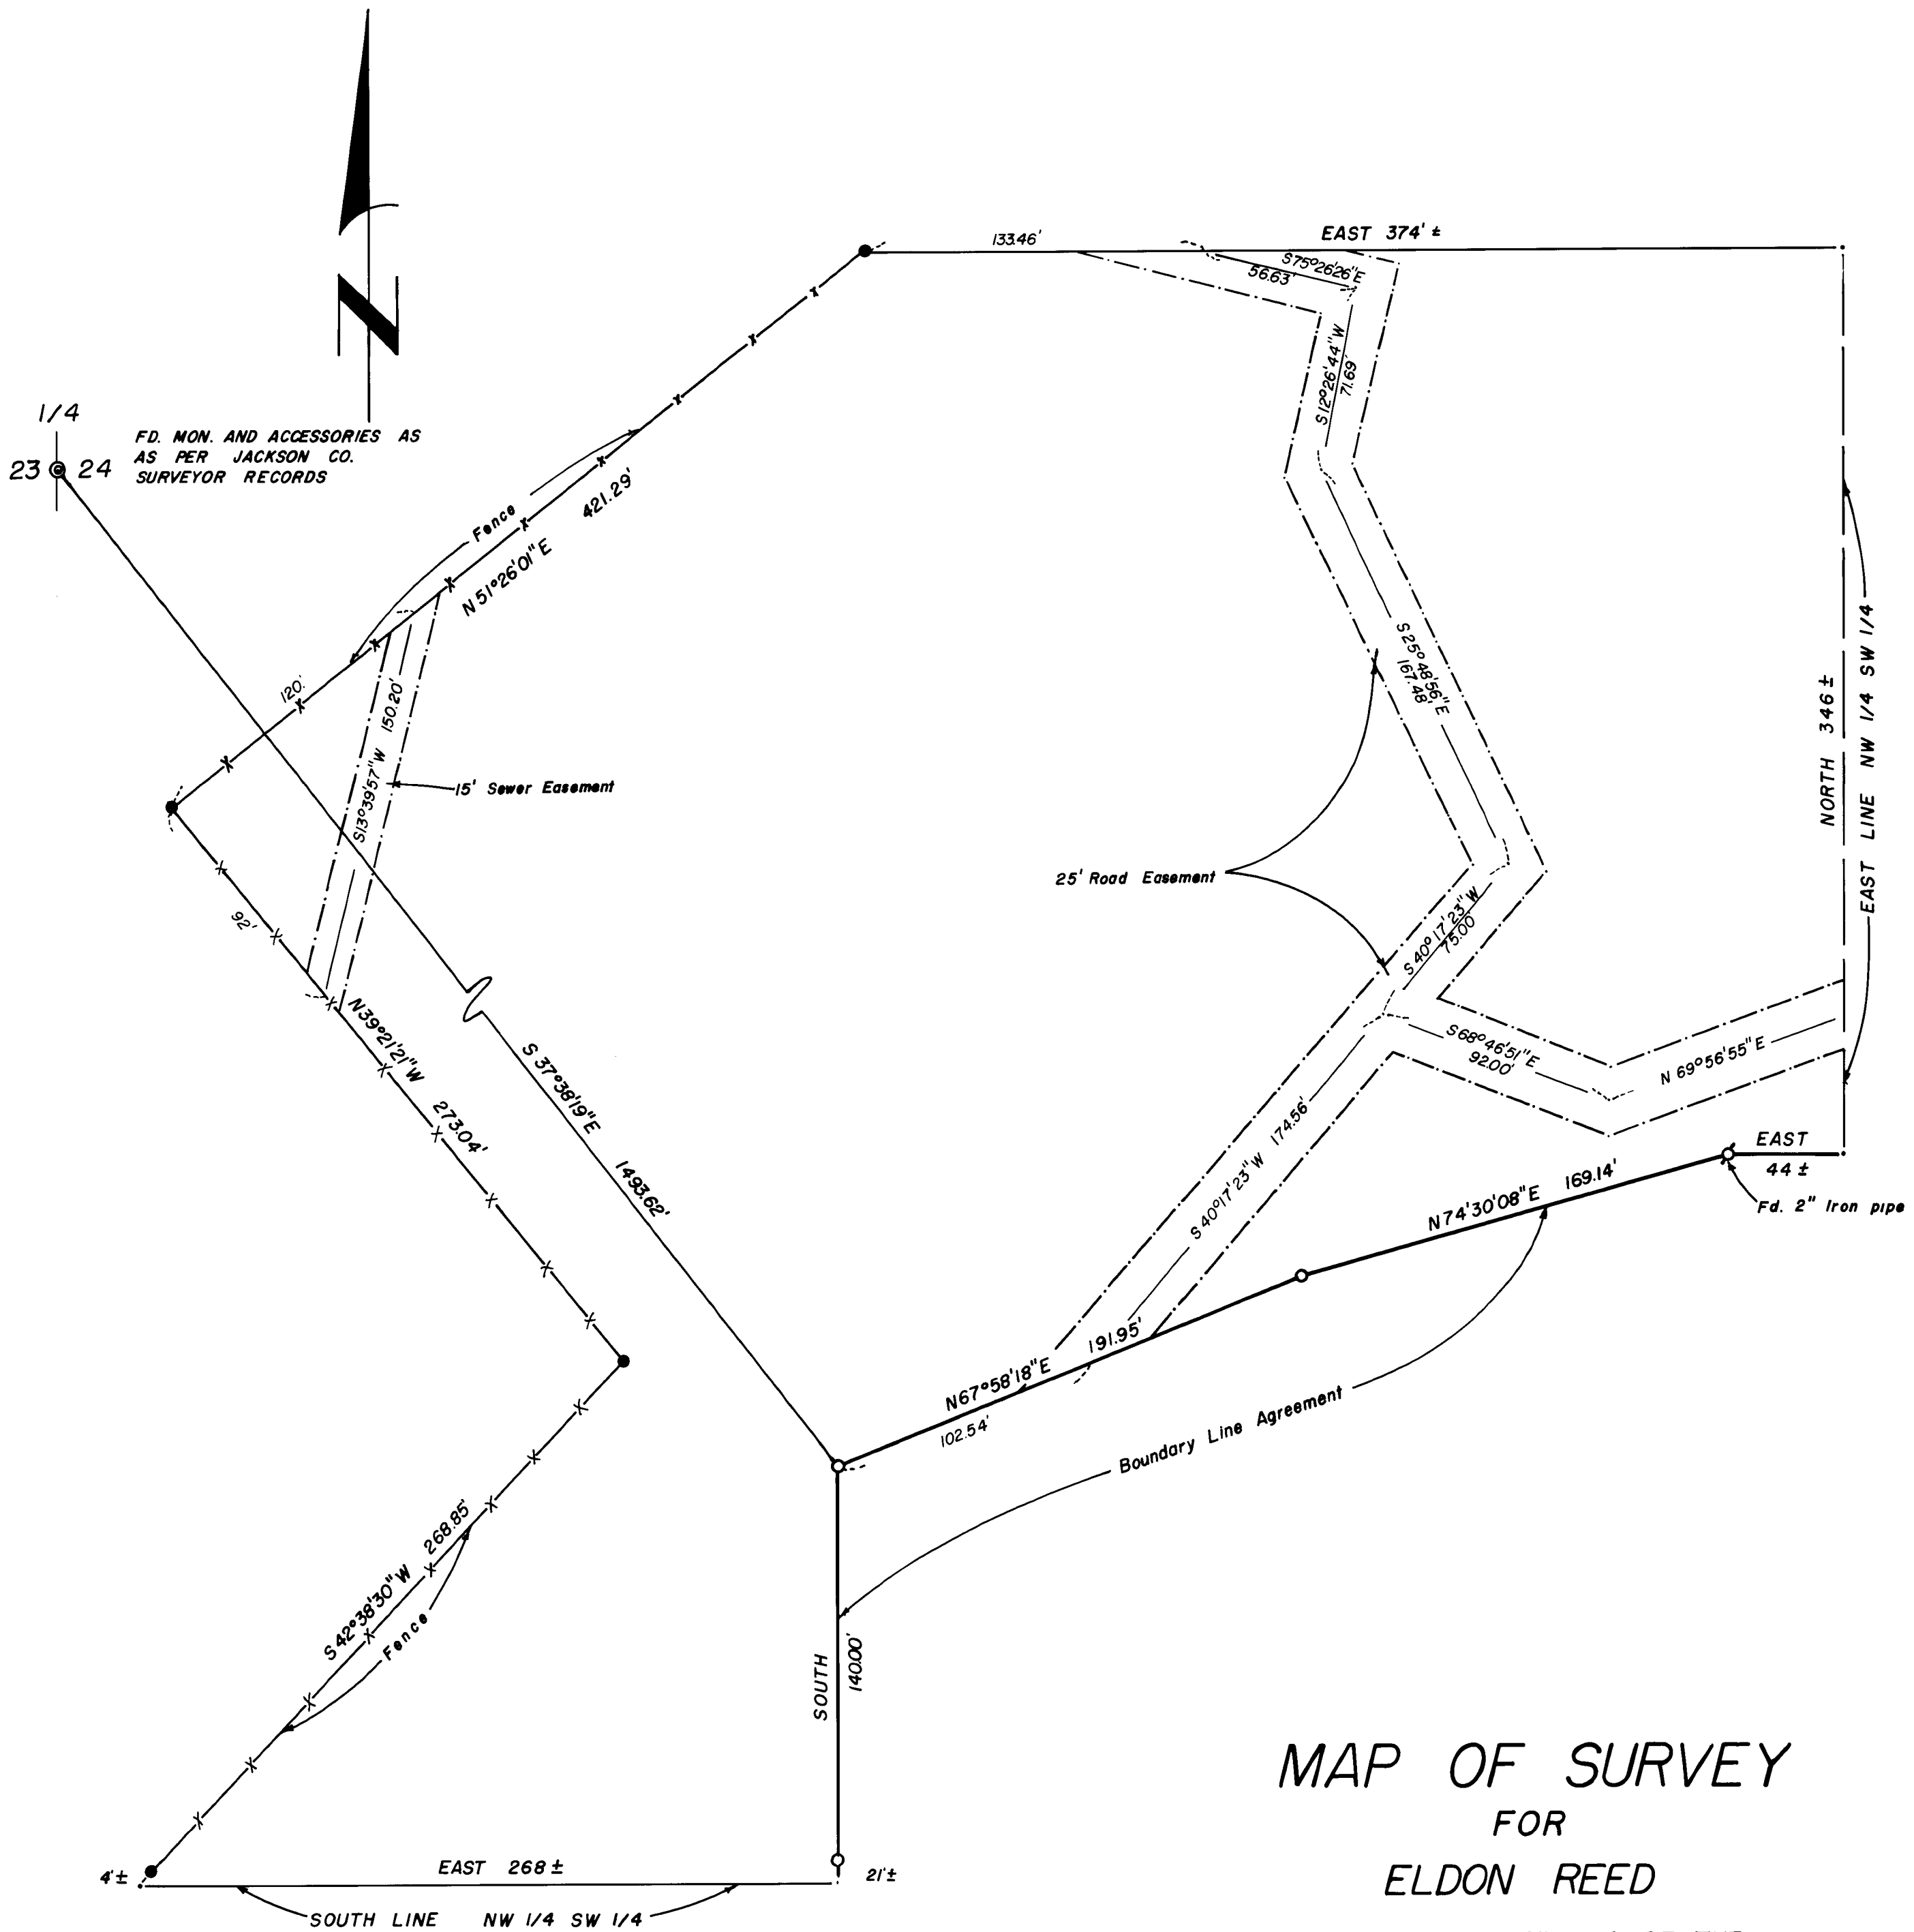 N
133.46'
EAST 374' ±
S75°26'26"E
56.63'
S12°26'44"W
71.69'
1/4
23 24
FD. MON. AND ACCESSORIES AS
AS PER JACKSON CO.
SURVEYOR RECORDS
Fence
421.29'
N51°26'01"E
120.'
150.20'
S13°39'57"W
15' Sewer Easement
S25°48'56"E
167.48'
NORTH 346±
EAST LINE NW 1/4 SW 1/4
25' Road Easement
92'
S40°17'23"W
75.00'
N39°21'21"W
273.04'
S 37°38'19"E
1493.62'
S68°46'51"E
92.00'
N 69°56'55"E
S40°17'23"W 174.56'
EAST
44 ±
N74'30'08"E 169.14'
Fd. 2" Iron pipe
N67°58'18"E 191.95'
102.54'
Boundary Line Agreement
S42°38'30"W 268.85'
Fence
SOUTH
140.00'
4'±
EAST 268 ±
21'±
SOUTH LINE NW 1/4 SW 1/4
MAP OF SURVEY
FOR
ELDON REED